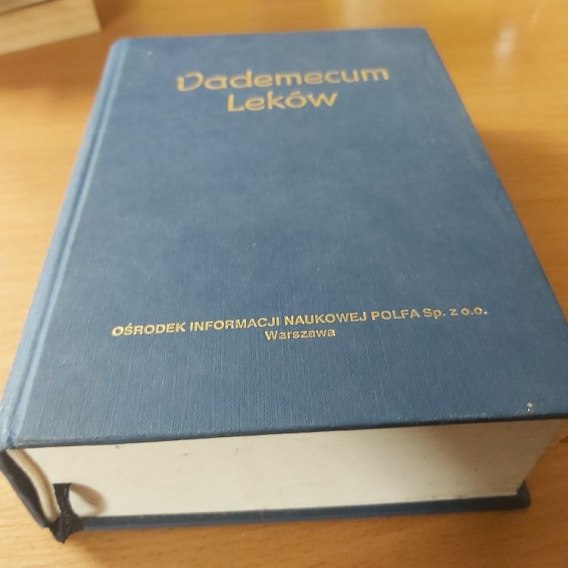 Vademecum
Leków
OŚRODEK INFORMACJI NAUKOWEJ POLFA Sp. z o.o.
Warszawa